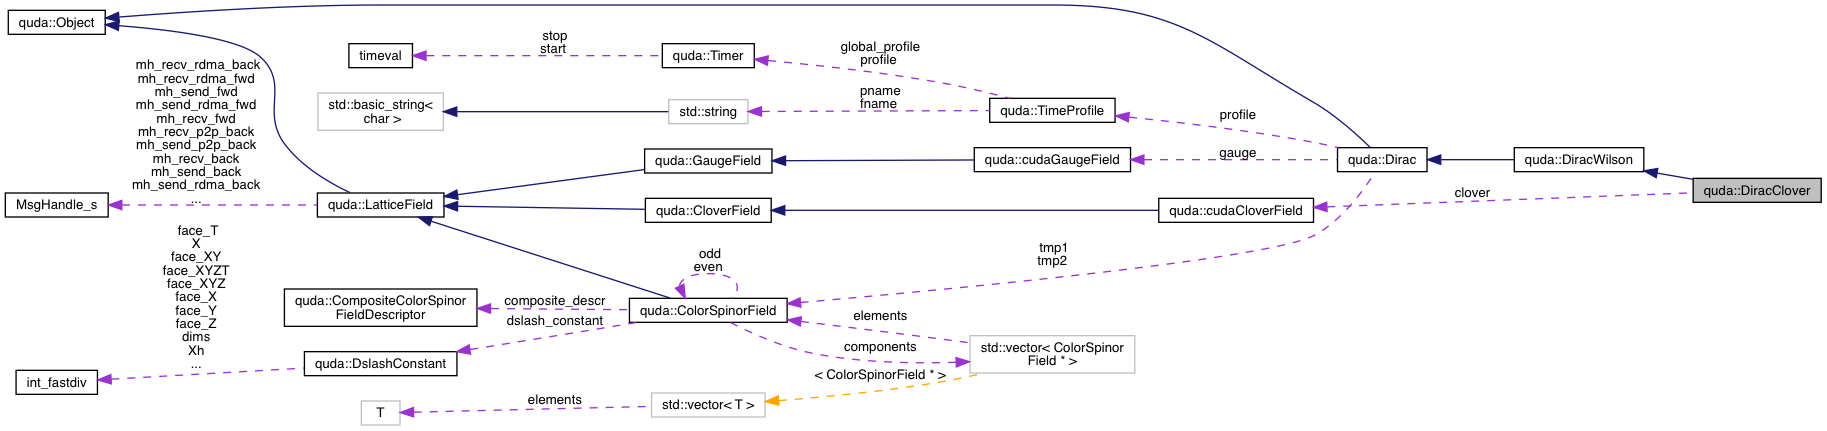 quda::Object
timeval
stop
start
quda::Timer
global_profile
profile
mh_recv_rdma_back
mh_recv_rdma_fwd
mh_send_fwd
mh_send_rdma_fwd
mh_recv_fwd
mh_recv_p2p_back
mh_send_p2p_back
mh_recv_back
mh_send_back
mh_send_rdma_back
...
std::basic_string<
char >
std::string
pname
fname
quda::TimeProfile
profile
quda::GaugeField
quda::cudaGaugeField
gauge
quda::Dirac
quda::DiracWilson
quda::DiracClover
clover
MsgHandle_s
quda::LatticeField
quda::CloverField
quda::cudaCloverField
face_T
X
face_XY
face_XYZT
face_XYZ
face_X
face_Y
face_Z
dims
Xh
...
odd
even
tmp1
tmp2
quda::CompositeColorSpinor
FieldDescriptor
composite_descr
quda::ColorSpinorField
dslash_constant
elements
components
std::vector< ColorSpinor
Field * >
quda::DslashConstant
int_fastdiv
< ColorSpinorField * >
T
elements
std::vector< T >